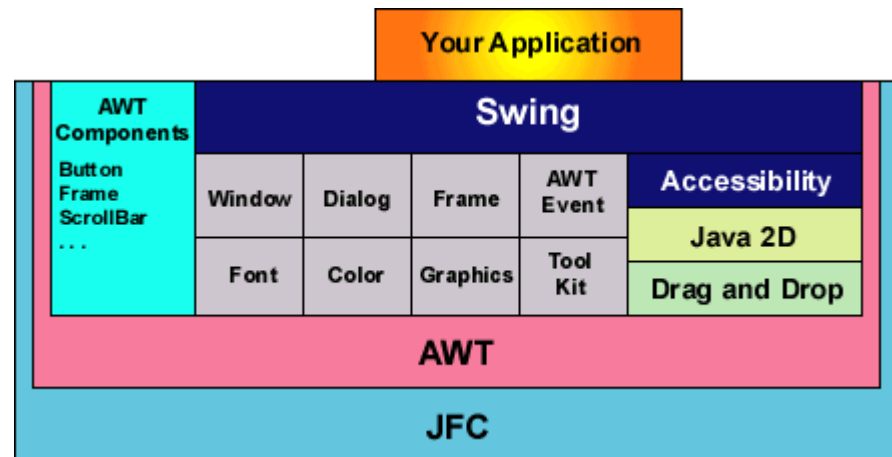 Your Application
AWT
Components
Button
Frame
ScrollBar
...
Swing
Window
Dialog
Frame
AWT
Event
Accessibility
Java 2D
Font
Color
Graphics
Tool
Kit
Drag and Drop
AWT
JFC